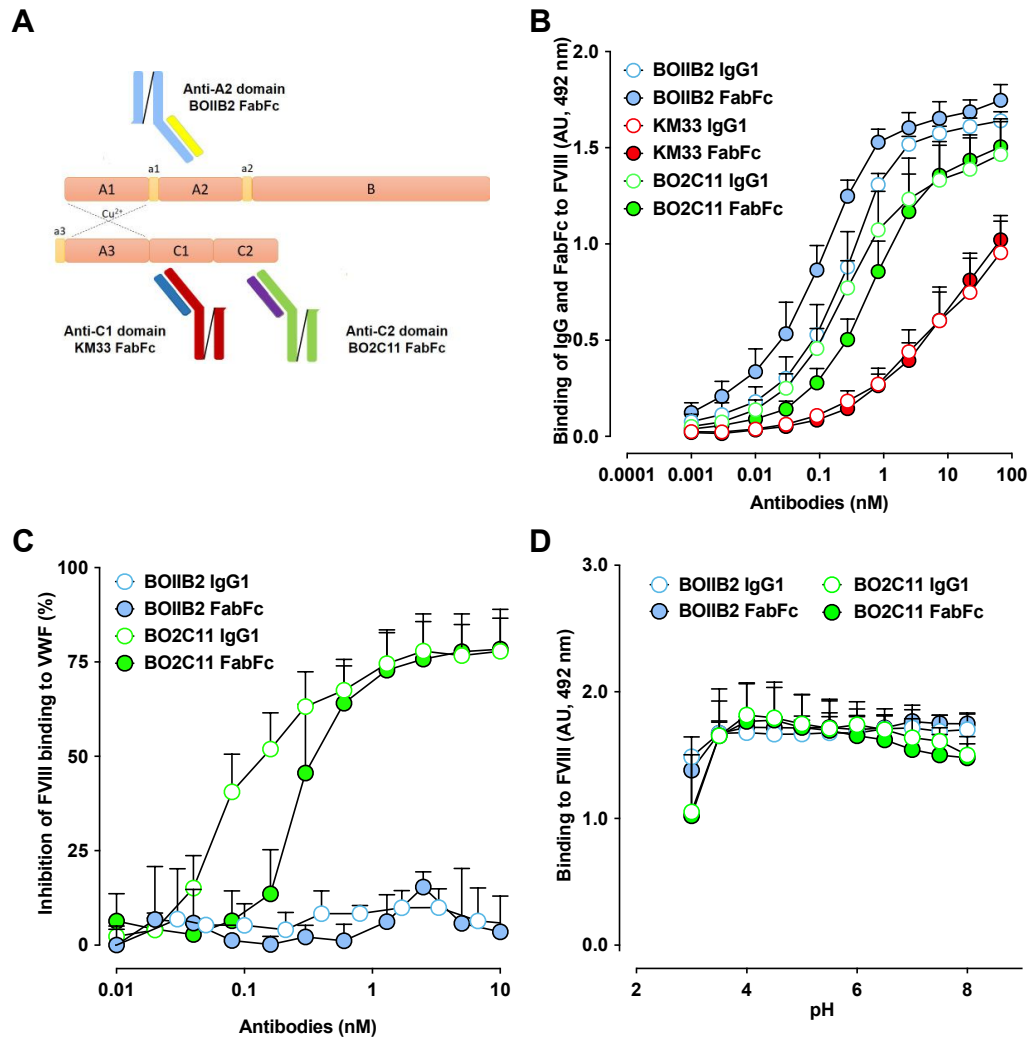 A
Anti-A2 domain
BOIIB2 FabFc
a1
a2
A1
A2
B
Cu2+
a3
A3
C1
C2
Anti-C1 domain
KM33 FabFc
Anti-C2 domain
BO2C11 FabFc
B
Binding of IgG and FabFc to FVIII (AU, 492 nm)
2.0
1.5
1.0
0.5
0.0
BOIIB2 IgG1
BOIIB2 FabFc
KM33 IgG1
KM33 FabFc
BO2C11 IgG1
BO2C11 FabFc
0.0001 0.001 0.01 0.1 1 10 100
Antibodies (nM)
C
Inhibition of FVIII binding to VWF (%)
100
75
50
25
0
BOIIB2 IgG1
BOIIB2 FabFc
BO2C11 IgG1
BO2C11 FabFc
0.01 0.1 1 10
Antibodies (nM)
D
Binding to FVIII (AU, 492 nm)
3.0
2.0
1.0
0.0
BOIIB2 IgG1 BO2C11 IgG1
BOIIB2 FabFc BO2C11 FabFc
2 4 6 8
pH